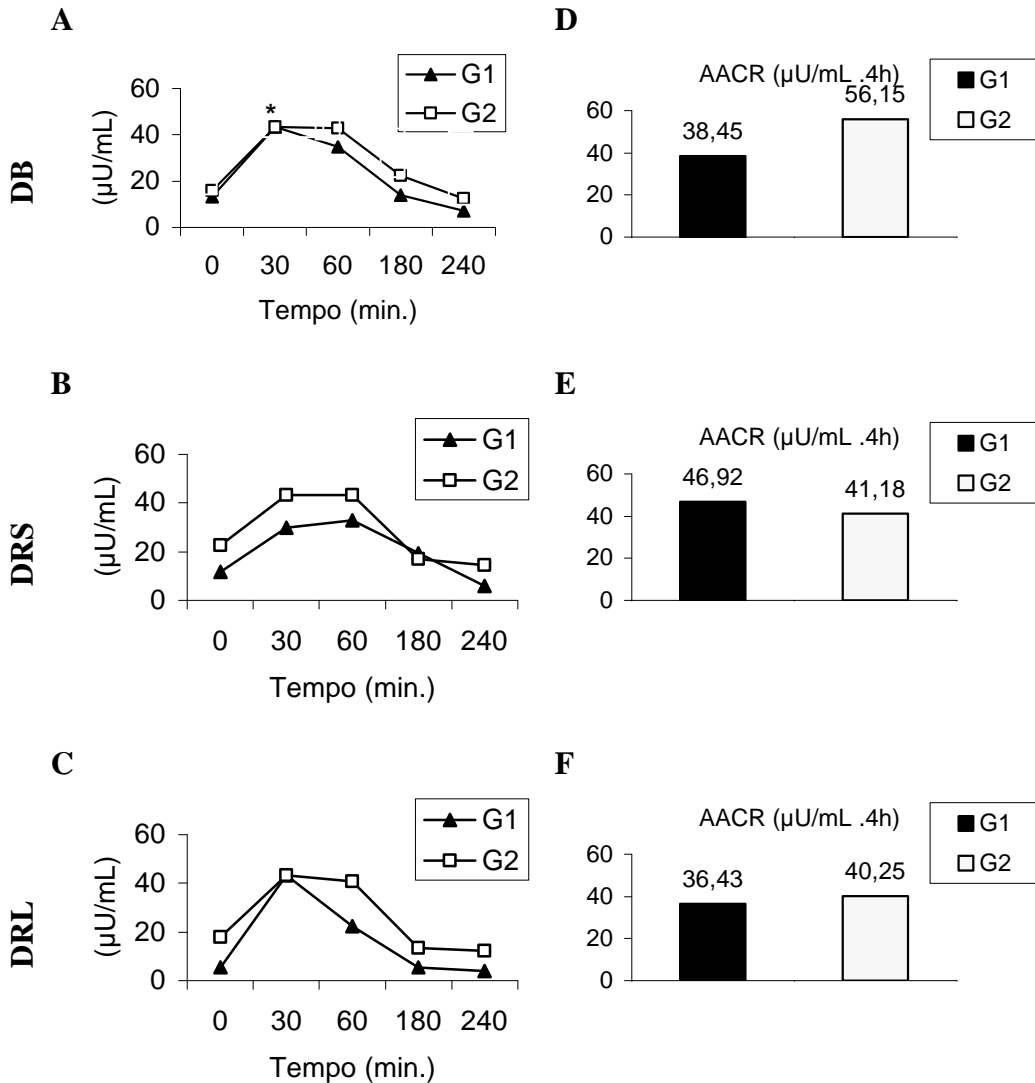 A
G1
G2
60
40
20
0
*
(µU/mL)
DB
0 30 60 180 240
Tempo (min.)
D
AACR (µU/mL .4h)
G1
G2
60
40
20
0
38,45
56,15
B
G1
G2
60
40
20
0
(µU/mL)
DRS
0 30 60 180 240
Tempo (min.)
E
AACR (µU/mL .4h)
G1
G2
60
40
20
0
46,92
41,18
C
G1
G2
60
40
20
0
(µU/mL)
DRL
0 30 60 180 240
Tempo (min.)
F
AACR (µU/mL .4h)
G1
G2
60
40
20
0
36,43
40,25